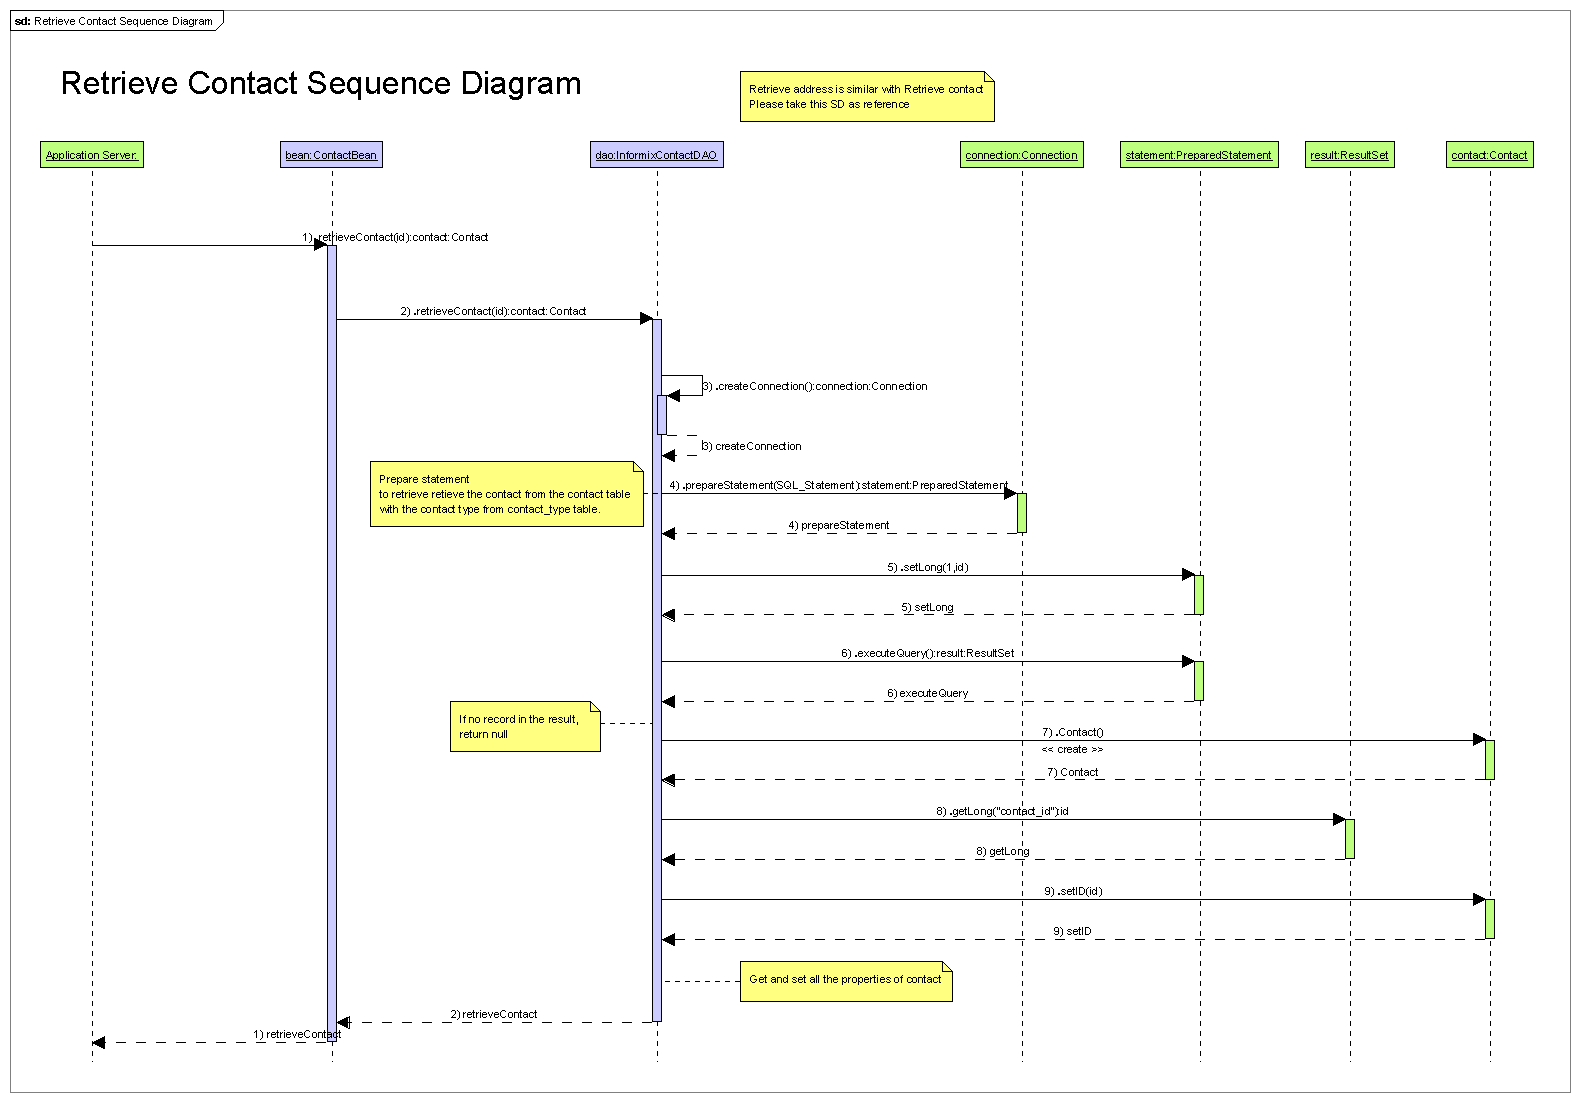 sd: Retrieve Contact Sequence Diagram
Retrieve Contact Sequence Diagram
Retrieve address is similar with Retrieve contact
Please take this SD as reference
Application Server:
bean:ContactBean
dao:InformixContactDAO
connection:Connection
statement:PreparedStatement
result:ResultSet
contact:Contact
1) .retrieveContact(id):contact:Contact
2) .retrieveContact(id):contact:Contact
3) .createConnection():connection:Connection
3) createConnection
Prepare statement
to retrieve retieve the contact from the contact table
with the contact type from contact_type table.
4) .prepareStatement(SQL_Statement):statement:PreparedStatement
4) prepareStatement
5) .setLong(1,id)
5) setLong
6) .executeQuery():result:ResultSet
6) executeQuery
If no record in the result,
return null
7) .Contact()
<< create >>
7) Contact
8) .getLong("contact_id"):id
8) getLong
9) .setID(id)
9) setID
Get and set all the properties of contact
2) retrieveContact
1) retrieveContact